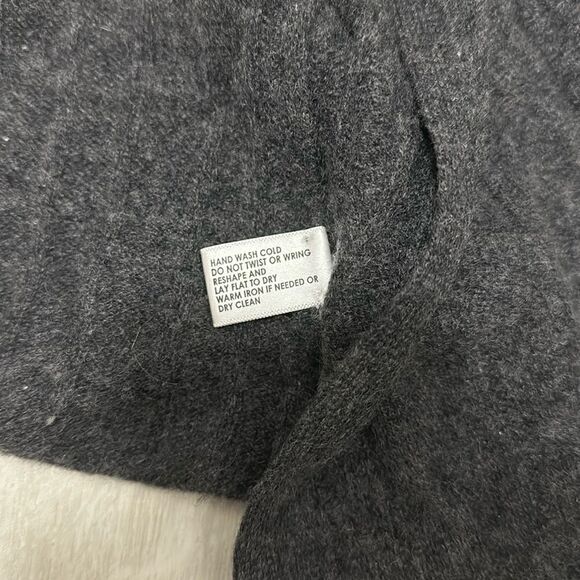 HAND WASH COLD
DO NOT TWIST OR WRING
RESHAPE AND
LAY FLAT TO DRY
WARM IRON IF NEEDED OR
DRY CLEAN